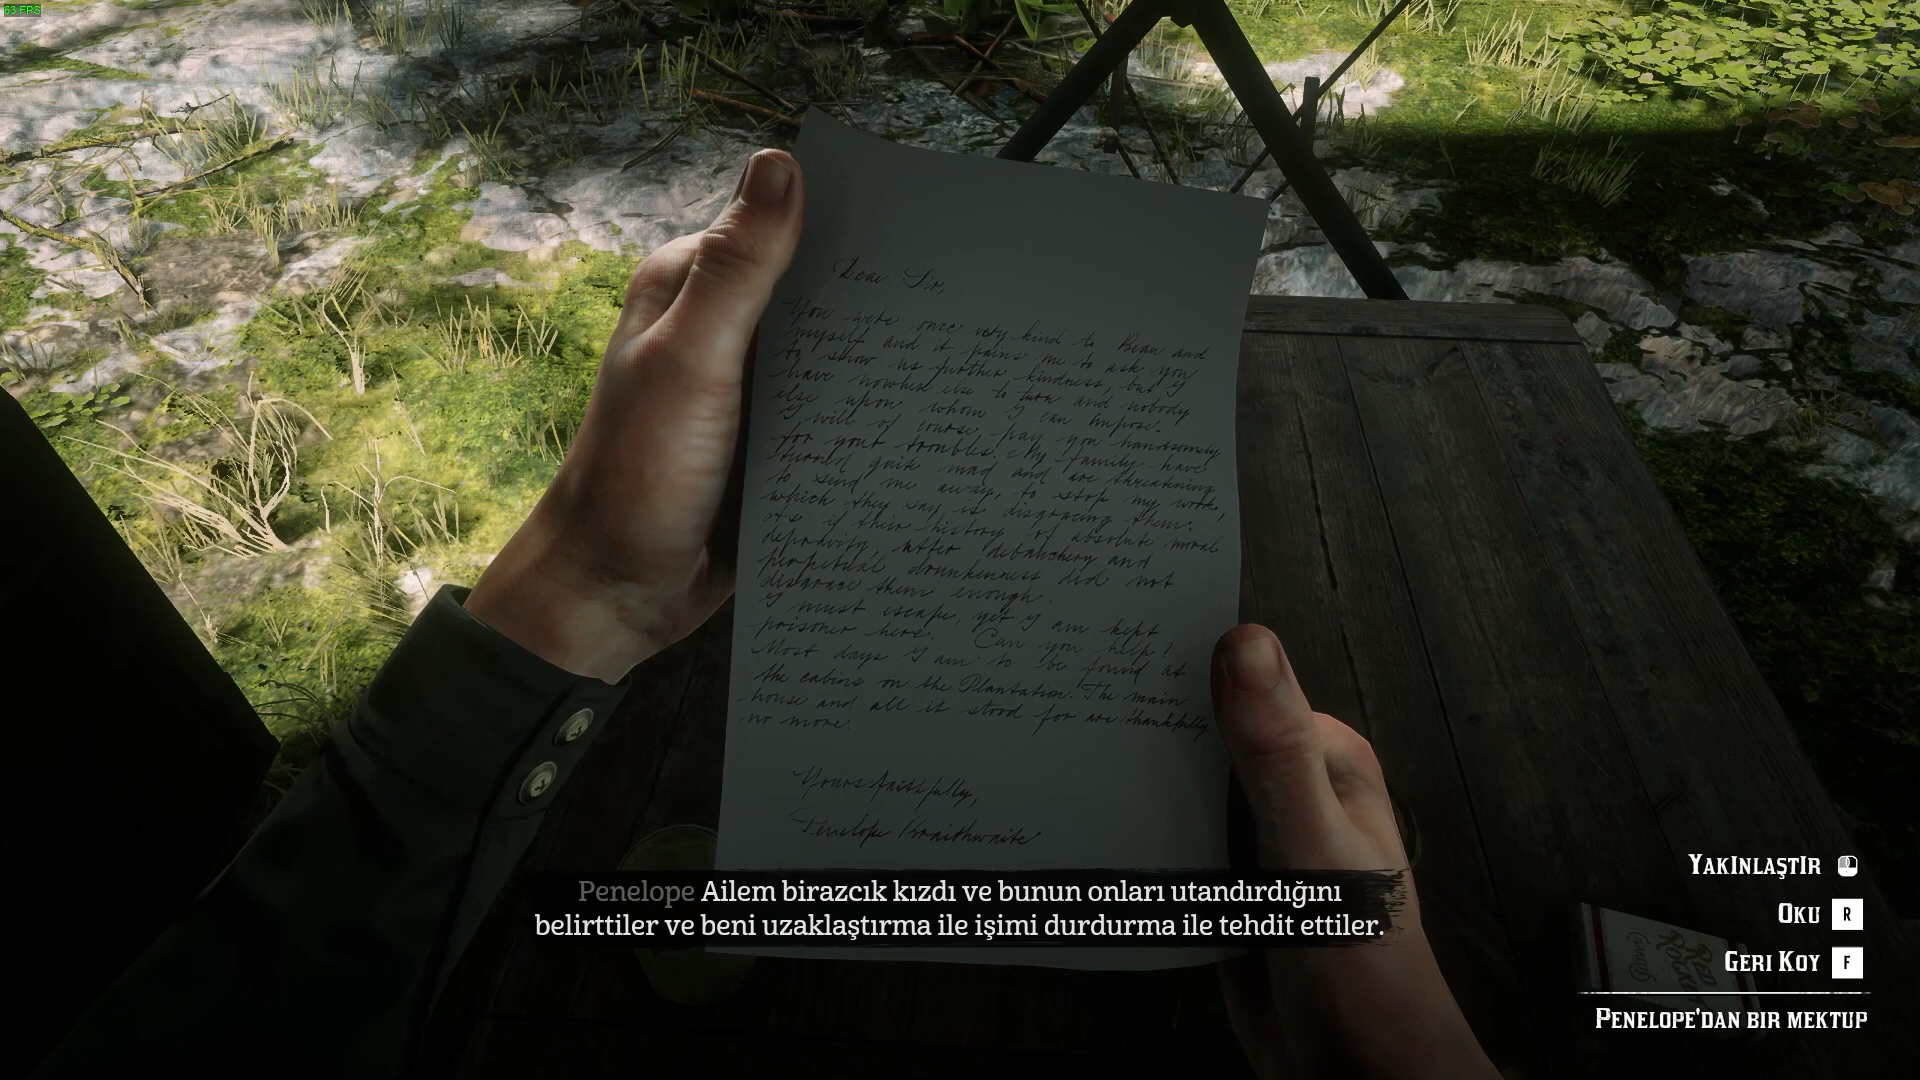 63 FPS
Dear Sir,
You were once very kind to Beau and
myself and it pains me to ask you
to show us further kindness, but I
have nowhere else to turn and nobody
else upon whom I can impose.
I will of course pay you handsomely
for your troubles. My family have
turned quite mad and are threatening
to send me away, to stop my work,
which they say is disgracing them.
As if their history of absolute moral
depravity, utter debauchery and
perpetual drunkenness did not
disgrace them enough.
I must escape, yet I am kept
prisoner here. Can you help?
Most days I am to be found at
the cabins on the Plantation. The main
house and all it stood for are thankfully
no more.
Yours faithfully,
Penelope Braithwaite
Penelope Ailem birazcık kızdı ve bunun onları utandırdığını
belirttiler ve beni uzaklaştırma ile işimi durdurma ile tehdit ettiler.
YAKINLAŞTIR
OKU R
GERI KOY F
RED ROCKET
PENELOPE'DAN BIR MEKTUP